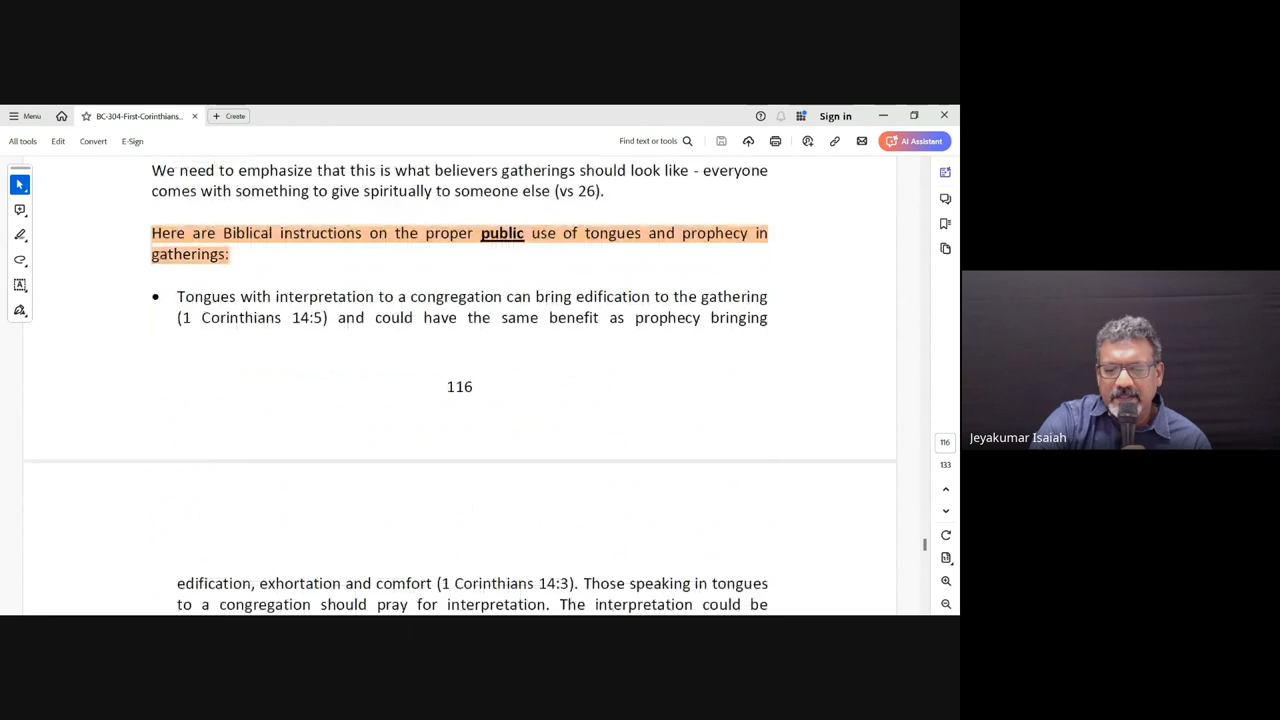 Menu
BC-304-First-Corinthians...
Create
Sign in
All tools
Edit
Convert
E-Sign
Find text or tools
AI Assistant
We need to emphasize that this is what believers gatherings should look like - everyone
comes with something to give spiritually to someone else (vs 26).
Here are Biblical instructions on the proper public use of tongues and prophecy in
gatherings:
• Tongues with interpretation to a congregation can bring edification to the gathering
(1 Corinthians 14:5) and could have the same benefit as prophecy bringing
116
edification, exhortation and comfort (1 Corinthians 14:3). Those speaking in tongues
to a congregation should pray for interpretation. The interpretation could be
116
133
Jeyakumar Isaiah